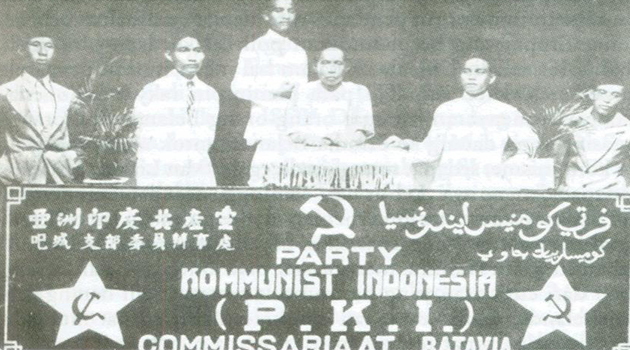 亞洲印度共產黨
吧城 支部委員辦事處
فرتي كومنيس ايندونيسيا
PARTY
KOMMUNIST INDONESIA
(P.K.I.)
COMMISSARIAAT BATAVIA